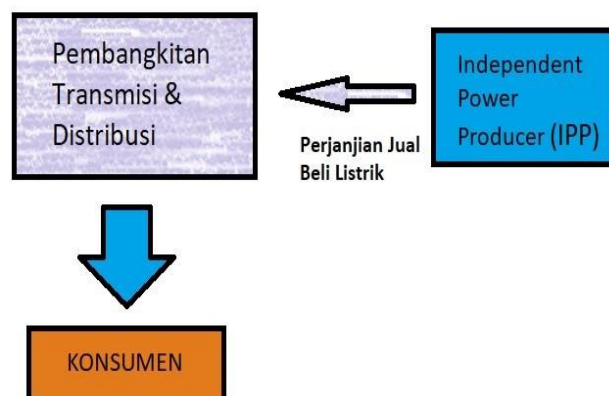 Pembangkitan
Transmisi &
Distribusi
Independent
Power
Producer (IPP)
Perjanjian Jual
Beli Listrik
KONSUMEN